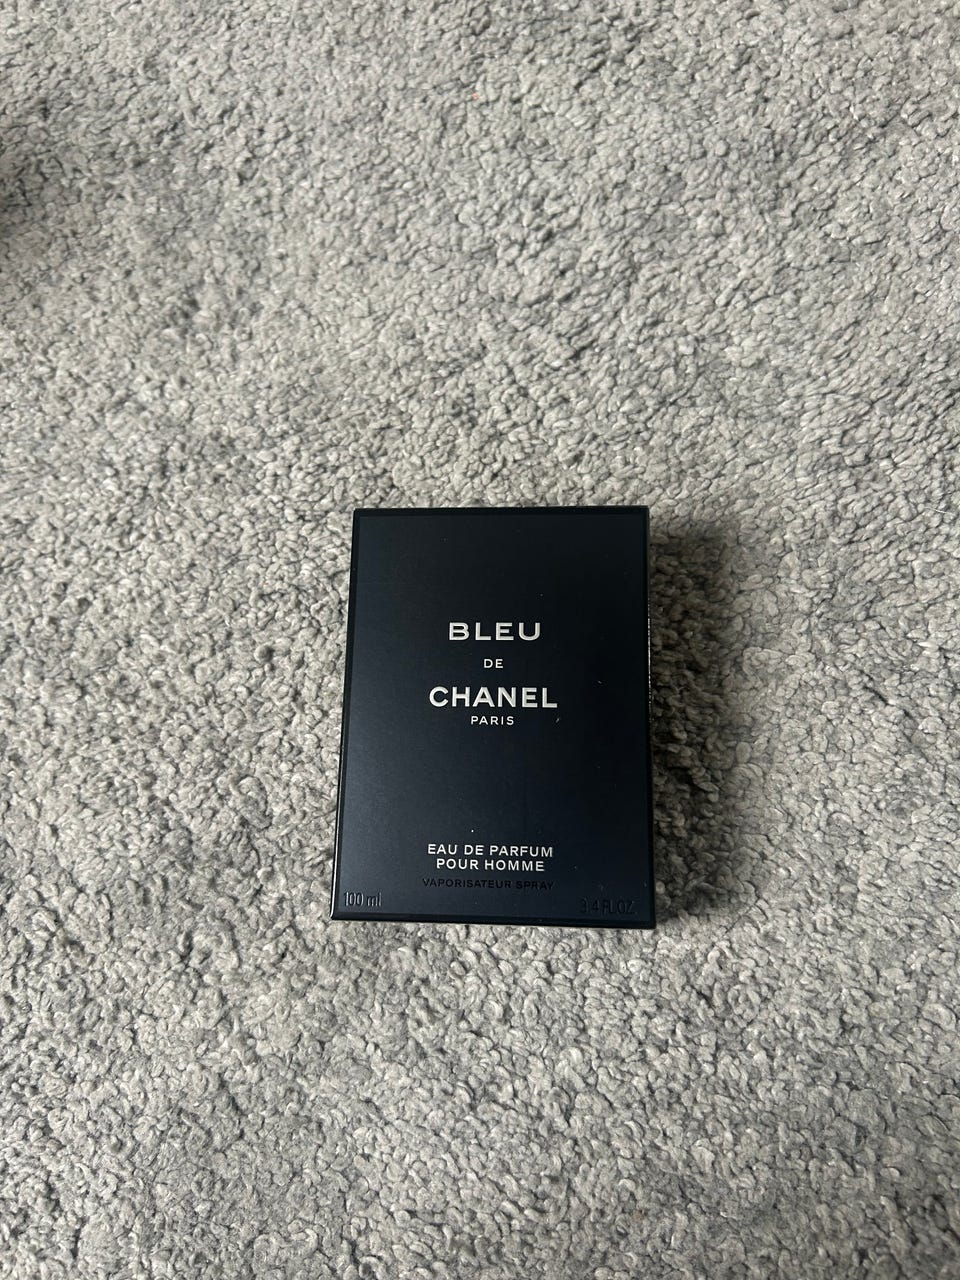 BLEU
DE
CHANEL
PARIS
EAU DE PARFUM
POUR HOMME
VAPORISATEUR SPRAY
100 ml
3.4 FL.OZ.